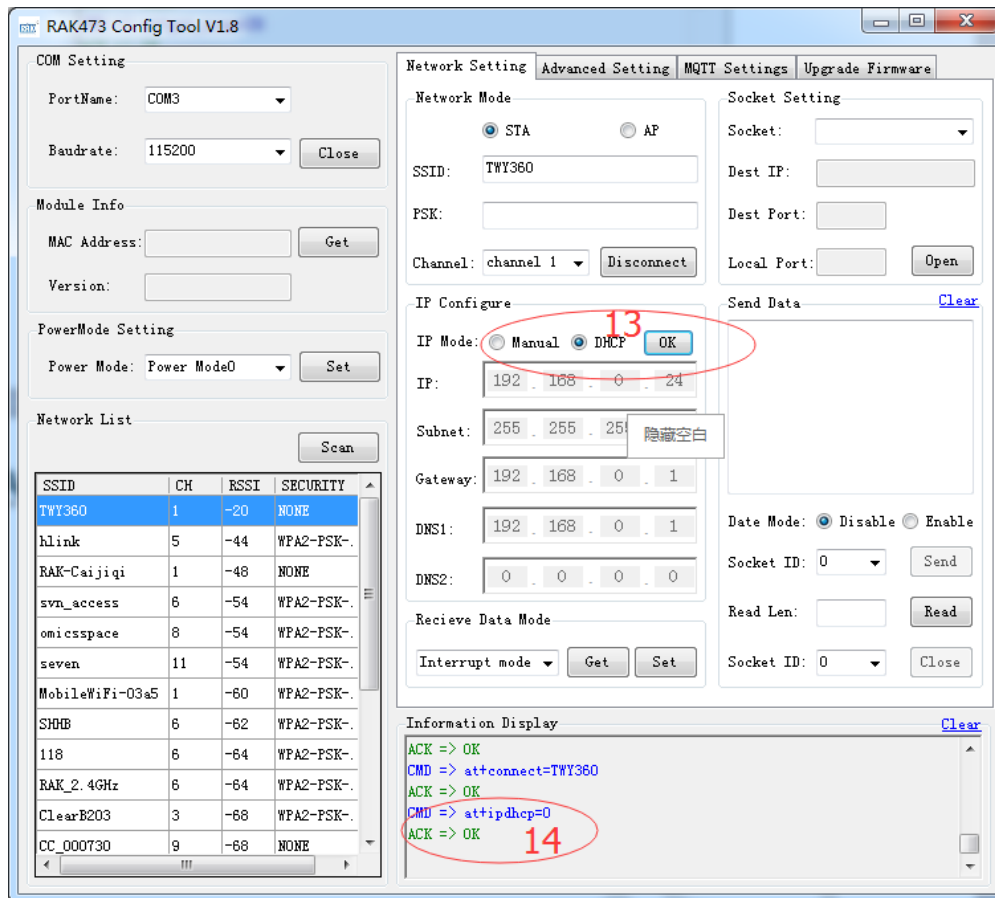 RAK473 Config Tool V1.8
COM Setting
PortName: COM3
Baudrate: 115200 Close
Module Info
MAC Address: Get
Version:
PowerMode Setting
Power Mode: Power Mode0 Set
Network List
Scan
SSID CH RSSI SECURITY
TWY360 1 -20 NONE
hlink 5 -44 WPA2-PSK-.
RAK-Caijiqi 1 -48 NONE
svn_access 6 -54 WPA2-PSK-.
omicsspace 8 -54 WPA2-PSK-.
seven 11 -54 WPA2-PSK-.
MobileWiFi-03a5 1 -60 WPA2-PSK-.
SHHB 6 -62 WPA2-PSK-.
118 6 -64 WPA2-PSK-.
RAK_2.4GHz 6 -64 WPA2-PSK-.
ClearB203 3 -68 WPA2-PSK-.
CC_000730 9 -68 NONE
Network Setting Advanced Setting MQTT Settings Upgrade Firmware
Network Mode
STA AP
SSID: TWY360
PSK:
Channel: channel 1 Disconnect
IP Configure
13
IP Mode: Manual DHCP OK
IP: 192 . 168 . 0 . 24
Subnet: 255 . 255 . 255
隐藏空白
Gateway: 192 . 168 . 0 . 1
DNS1: 192 . 168 . 0 . 1
DNS2: 0 . 0 . 0 . 0
Recieve Data Mode
Interrupt mode Get Set
Socket Setting
Socket:
Dest IP:
Dest Port:
Local Port: Open
Send Data Clear
Date Mode: Disable Enable
Socket ID: 0 Send
Read Len: Read
Socket ID: 0 Close
Information Display Clear
ACK => OK
CMD => at+connect=TWY360
ACK => OK
CMD => at+ipdhcp=0
ACK => OK
14